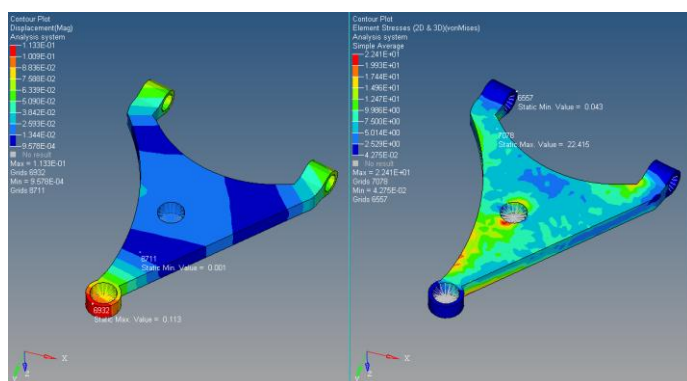 Contour Plot
Displacement(Mag)
Analysis system
1.133E-01
1.009E-01
8.836E-02
7.588E-02
6.339E-02
5.090E-02
3.842E-02
2.593E-02
1.344E-02
9.578E-04
No result
Max = 1.133E-01
Grids 6932
Min = 9.578E-04
Grids 8711
8711
Static Min. Value = 0.001
6932
Static Max. Value = 0.113
X
Y
Z
Contour Plot
Element Stresses (2D & 3D)(vonMises)
Analysis system
Simple Average
2.241E+01
1.993E+01
1.744E+01
1.496E+01
1.247E+01
9.986E+00
7.500E+00
5.014E+00
2.529E+00
4.275E-02
No result
Max = 2.241E+01
Grids 7078
Min = 4.275E-02
Grids 6557
6557
Static Min. Value = 0.043
7078
Static Max. Value = 22.415
X
Y
Z